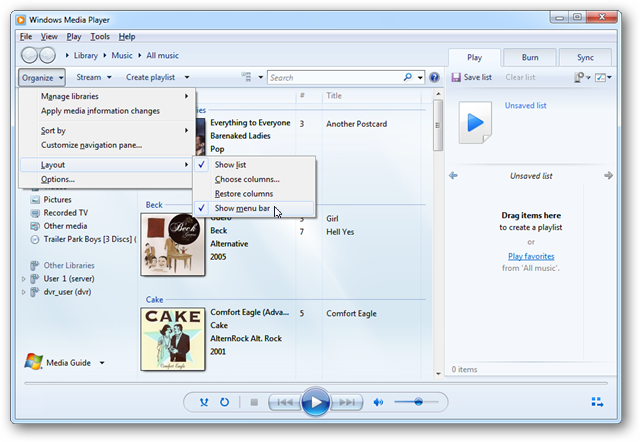 Windows Media Player
File View Play Tools Help
Library Music All music
Play Burn Sync
Organize Stream Create playlist Search
Save list Clear list
Manage libraries
Apply media information changes
Sort by
Customize navigation pane...
Layout
Options...
Show list
Choose columns...
Restore columns
Show menu bar
# Title
Everything to Everyone 3 Another Postcard
Barenaked Ladies
Pop
Pictures
Recorded TV
Other media
Trailer Park Boys [3 Discs] (
Other Libraries
User 1 (server)
dvr_user (dvr)
Media Guide
Beck
5 Girl
Beck 7 Hell Yes
Alternative
2005
Cake
Comfort Eagle (Adva... 5 Comfort Eagle
Cake
AlternRock Alt. Rock
2001
CAKE
Comfort Eagle
Beck
Unsaved list
Unsaved list
Drag items here
to create a playlist
or
Play favorites
from 'All music'.
0 items